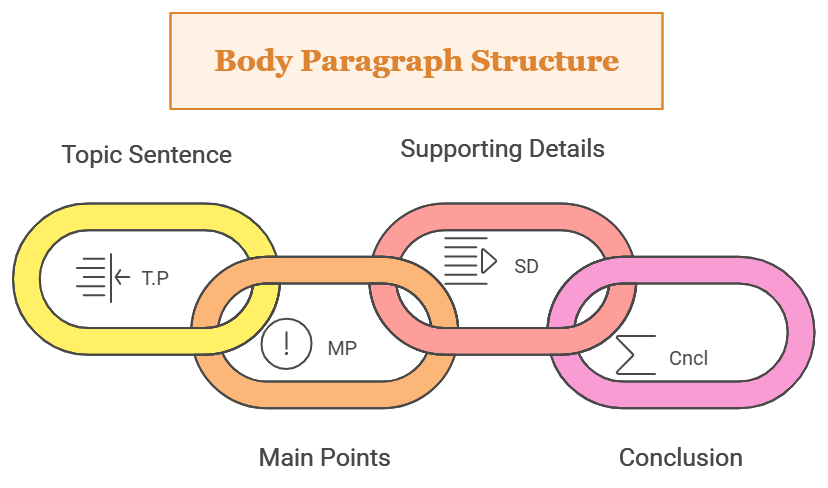 Body Paragraph Structure
Topic Sentence
Supporting Details
T.P
SD
MP
Cncl
Main Points
Conclusion